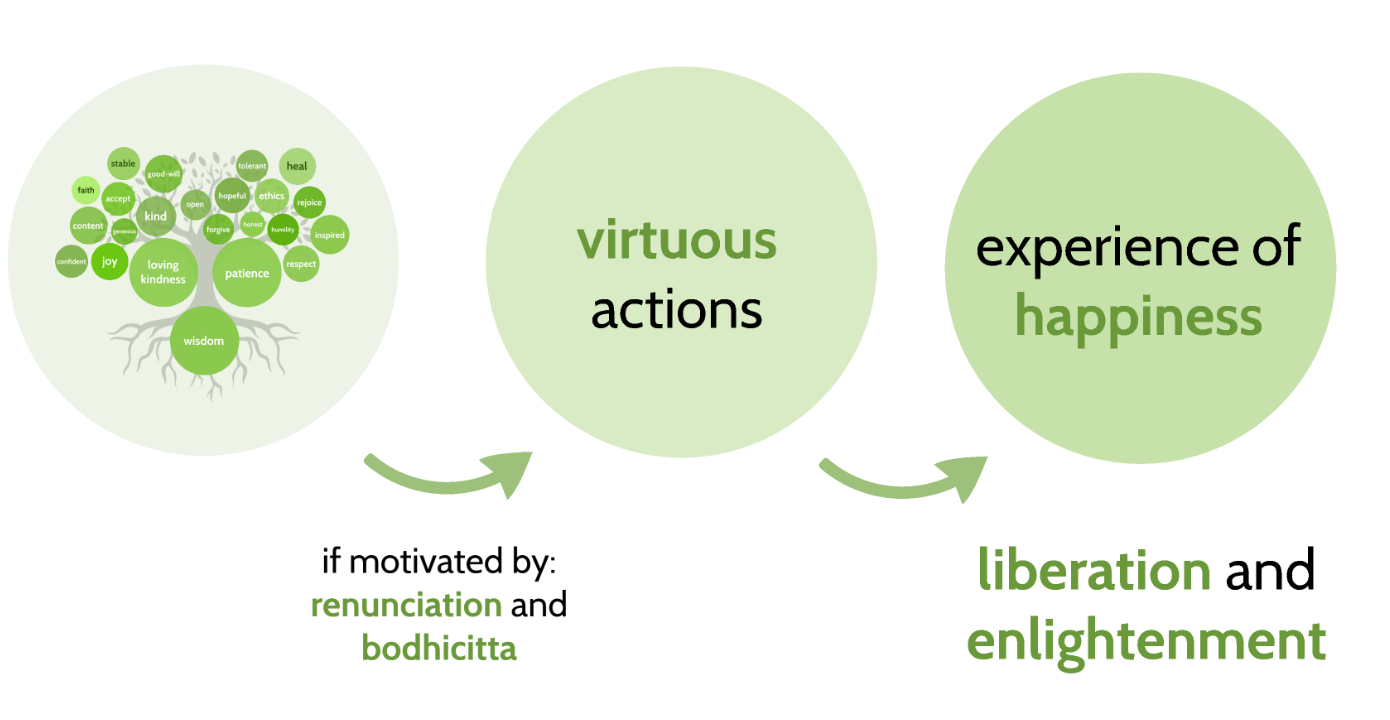 stable
good-will
tolerant
heal
faith
accept
kind
open
hopeful
ethics
rejoice
content
generous
forgive
honest
humility
inspired
confident
joy
loving
kindness
patience
respect
wisdom
virtuous
actions
experience of
happiness
if motivated by:
renunciation and
bodhicitta
liberation and
enlightenment